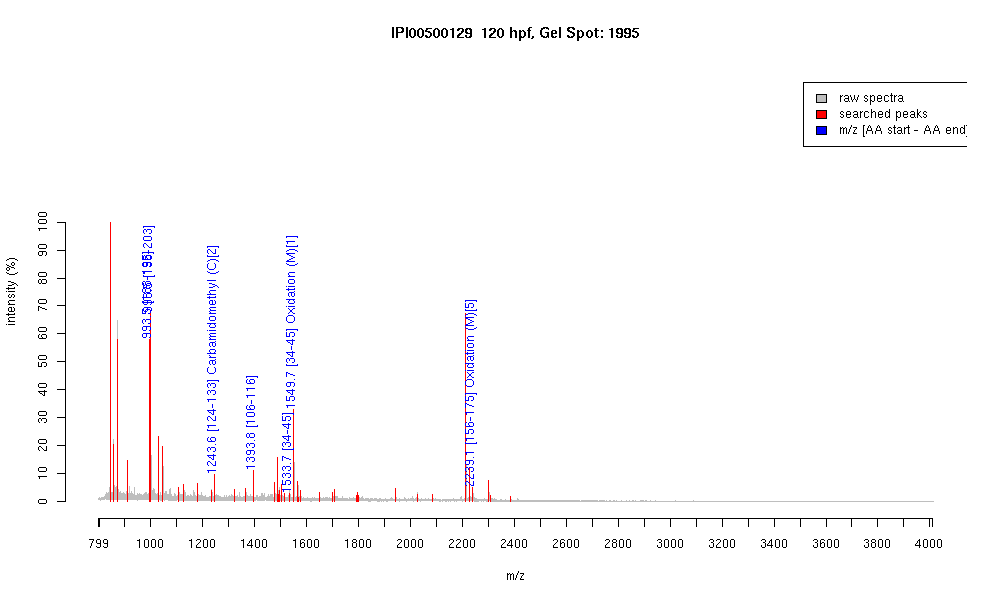 IPI00500129 120 hpf, Gel Spot: 1995
raw spectra
searched peaks
m/z [AA start - AA end]
intensity (%)
100
90
80
70
60
50
40
30
20
10
0
1243.6 [124-133] Carbamidomethyl (C)[2]
1393.8 [106-116]
1533.7 [34-45]
1549.7 [34-45] Oxidation (M)[1]
2239.1 [156-175] Oxidation (M)[5]
799 1000 1200 1400 1600 1800 2000 2200 2400 2600 2800 3000 3200 3400 3600 3800 4000
m/z